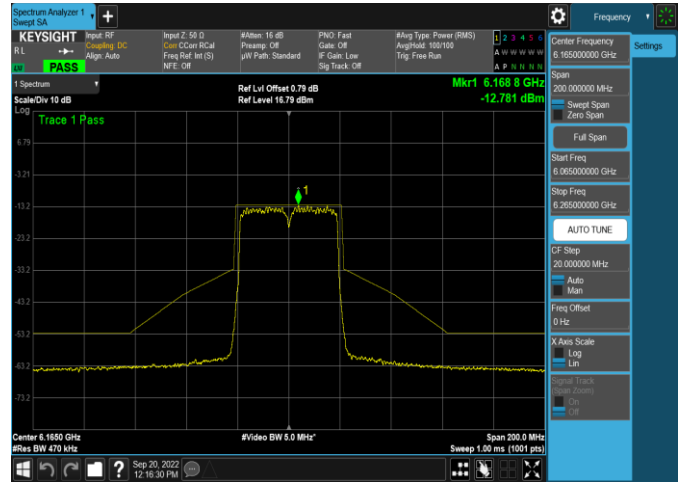 Spectrum Analyzer 1
Swept SA
Frequency
KEYSIGHT
RL
PASS
Input: RF
Coupling: DC
Align: Auto
Input Z: 50 Ω
Corr CCorr RCal
Freq Ref: Int (S)
NFE: Off
#Atten: 16 dB
Preamp: Off
µW Path: Standard
PNO: Fast
Gate: Off
IF Gain: Low
Sig Track: Off
#Avg Type: Power (RMS)
Avg|Hold: 100/100
Trig: Free Run
1 2 3 4 5 6
A W W W W W
A P N N N N
1 Spectrum
Scale/Div 10 dB
Log
Ref Lvl Offset 0.79 dB
Ref Level 16.79 dBm
Mkr1 6.168 8 GHz
-12.781 dBm
Trace 1 Pass
6.79
-3.21
-13.2
-23.2
-33.2
-43.2
-53.2
-63.2
-73.2
1
Center 6.1650 GHz
#Res BW 470 kHz
#Video BW 5.0 MHz*
Span 200.0 MHz
Sweep 1.00 ms (1001 pts)
Sep 20, 2022
12:16:30 PM
Settings
Center Frequency
6.165000000 GHz
Span
200.000000 MHz
Swept Span
Zero Span
Full Span
Start Freq
6.065000000 GHz
Stop Freq
6.265000000 GHz
AUTO TUNE
CF Step
20.000000 MHz
Auto
Man
Freq Offset
0 Hz
X Axis Scale
Log
Lin
Signal Track
(Span Zoom)
On
Off